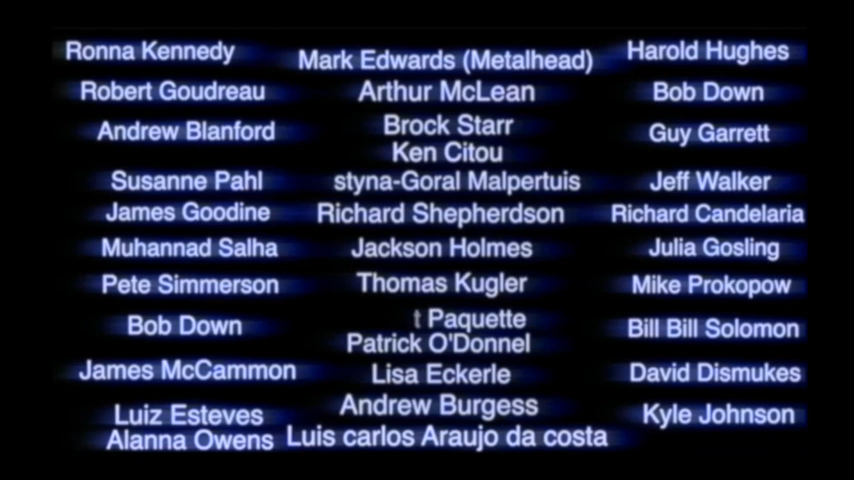 Ronna Kennedy
Robert Goudreau
Andrew Blanford
Susanne Pahl
James Goodine
Muhannad Salha
Pete Simmerson
Bob Down
James McCammon
Luiz Esteves
Alanna Owens
Mark Edwards (Metalhead)
Arthur McLean
Brock Starr
Ken Citou
styna-Goral Malpertuis
Richard Shepherdson
Jackson Holmes
Thomas Kugler
t Paquette
Patrick O'Donnel
Lisa Eckerle
Andrew Burgess
Luis carlos Araujo da costa
Harold Hughes
Bob Down
Guy Garrett
Jeff Walker
Richard Candelaria
Julia Gosling
Mike Prokopow
Bill Bill Solomon
David Dismukes
Kyle Johnson